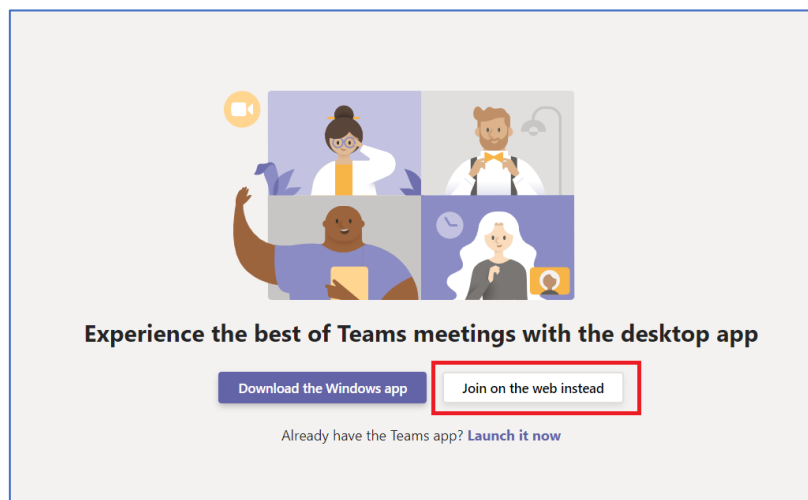 Experience the best of Teams meetings with the desktop app
Download the Windows app
Join on the web instead
Already have the Teams app? Launch it now